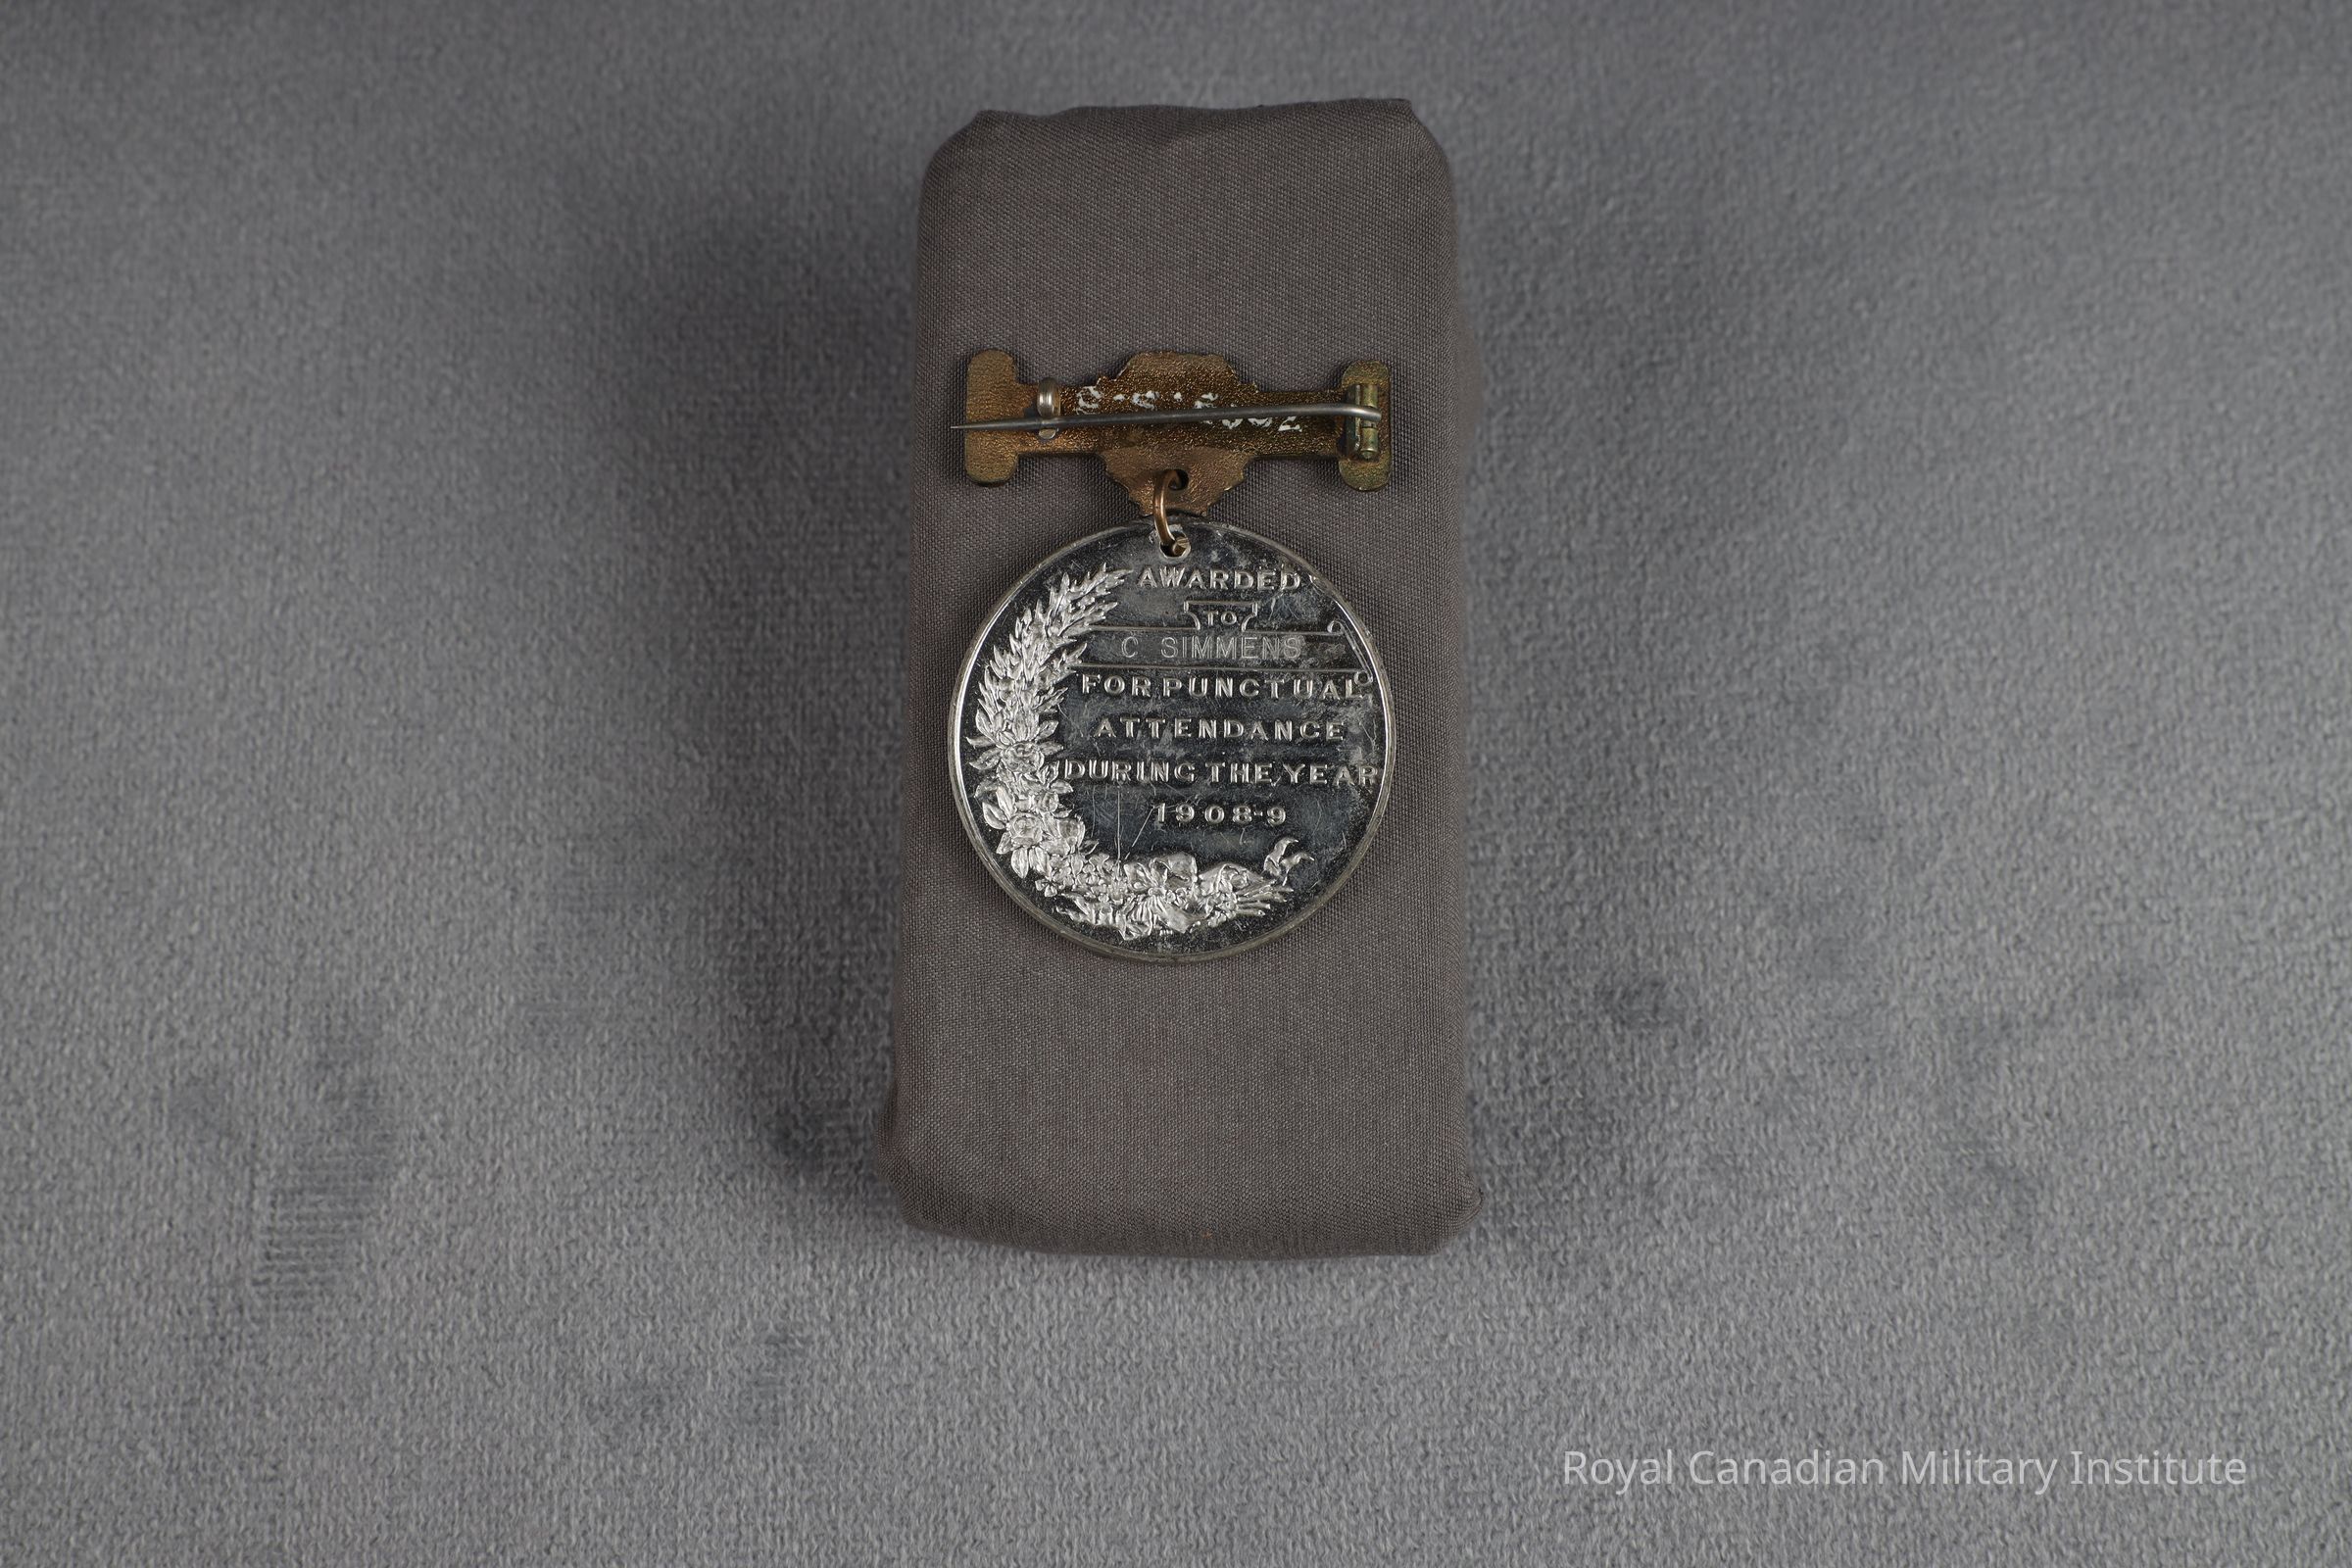 AWARDED
TO
C SIMMENS
FOR PUNCTUAL
ATTENDANCE
DURING THE YEAR
1908-9
Royal Canadian Military Institute